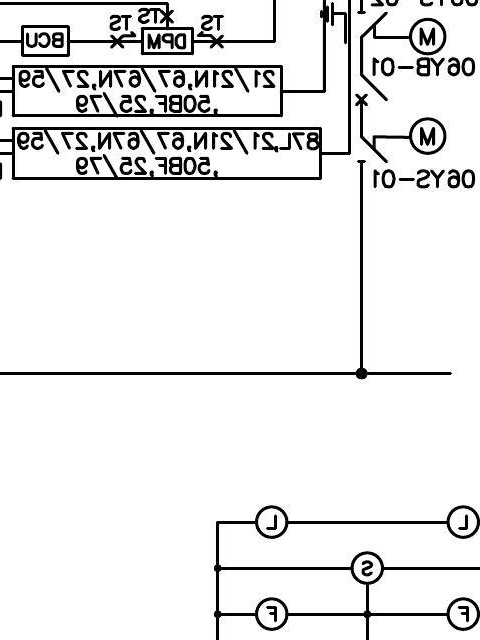 TS
TS
TS
BCU
DPM
21/21N,67/67N,27/59
,50BF,25/79
87L,21/21N,67/67N,27/59
,50BF,25/79
M
06YB-01
M
06YS-01
L
L
S
F
F